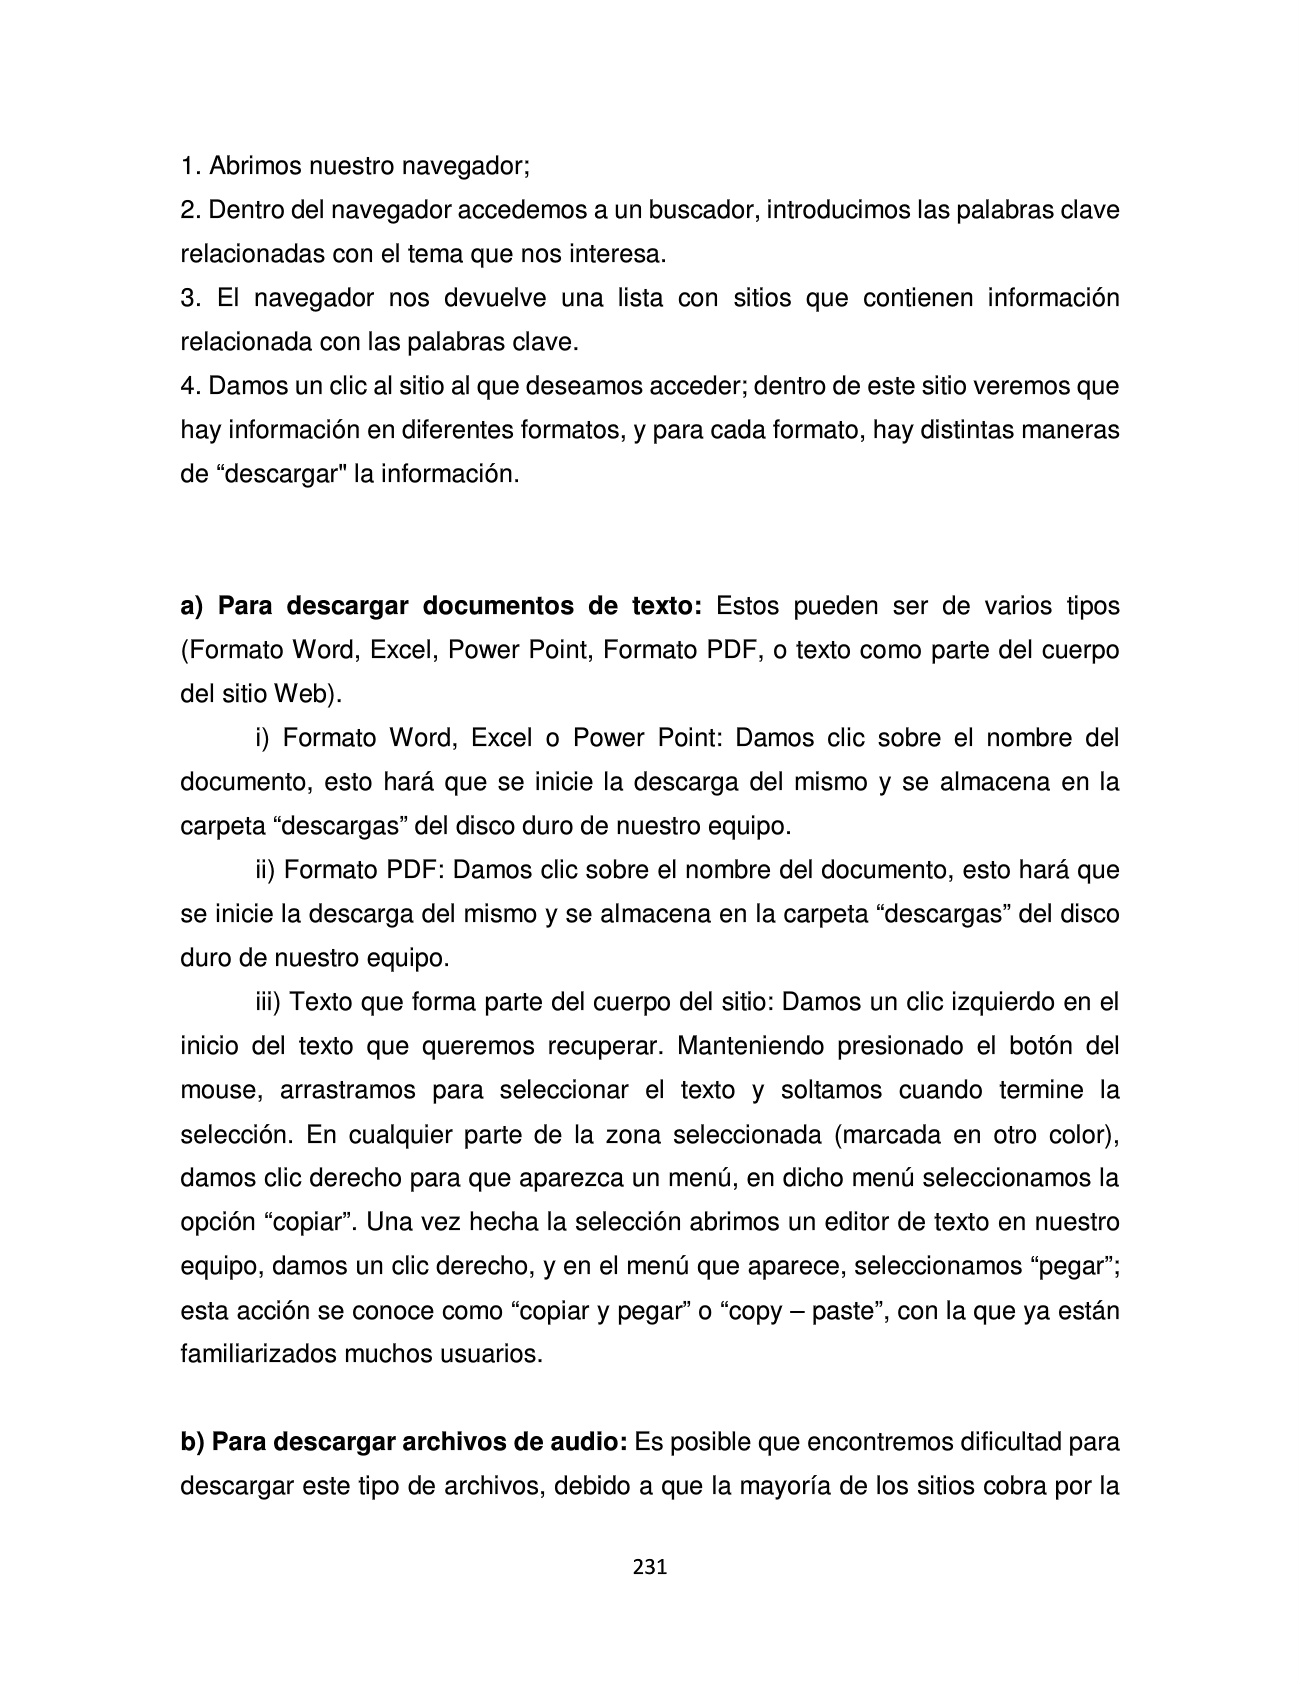 1. Abrimos nuestro navegador;
2. Dentro del navegador accedemos a un buscador, introducimos las palabras clave
relacionadas con el tema que nos interesa.
3. El navegador nos devuelve una lista con sitios que contienen información
relacionada con las palabras clave.
4. Damos un clic al sitio al que deseamos acceder; dentro de este sitio veremos que
hay información en diferentes formatos, y para cada formato, hay distintas maneras
de “descargar" la información.
a) Para descargar documentos de texto: Estos pueden ser de varios tipos
(Formato Word, Excel, Power Point, Formato PDF, o texto como parte del cuerpo
del sitio Web).
i) Formato Word, Excel o Power Point: Damos clic sobre el nombre del
documento, esto hará que se inicie la descarga del mismo y se almacena en la
carpeta “descargas” del disco duro de nuestro equipo.
ii) Formato PDF: Damos clic sobre el nombre del documento, esto hará que
se inicie la descarga del mismo y se almacena en la carpeta “descargas” del disco
duro de nuestro equipo.
iii) Texto que forma parte del cuerpo del sitio: Damos un clic izquierdo en el
inicio del texto que queremos recuperar. Manteniendo presionado el botón del
mouse, arrastramos para seleccionar el texto y soltamos cuando termine la
selección. En cualquier parte de la zona seleccionada (marcada en otro color),
damos clic derecho para que aparezca un menú, en dicho menú seleccionamos la
opción “copiar”. Una vez hecha la selección abrimos un editor de texto en nuestro
equipo, damos un clic derecho, y en el menú que aparece, seleccionamos “pegar”;
esta acción se conoce como “copiar y pegar” o “copy – paste”, con la que ya están
familiarizados muchos usuarios.
b) Para descargar archivos de audio: Es posible que encontremos dificultad para
descargar este tipo de archivos, debido a que la mayoría de los sitios cobra por la
231